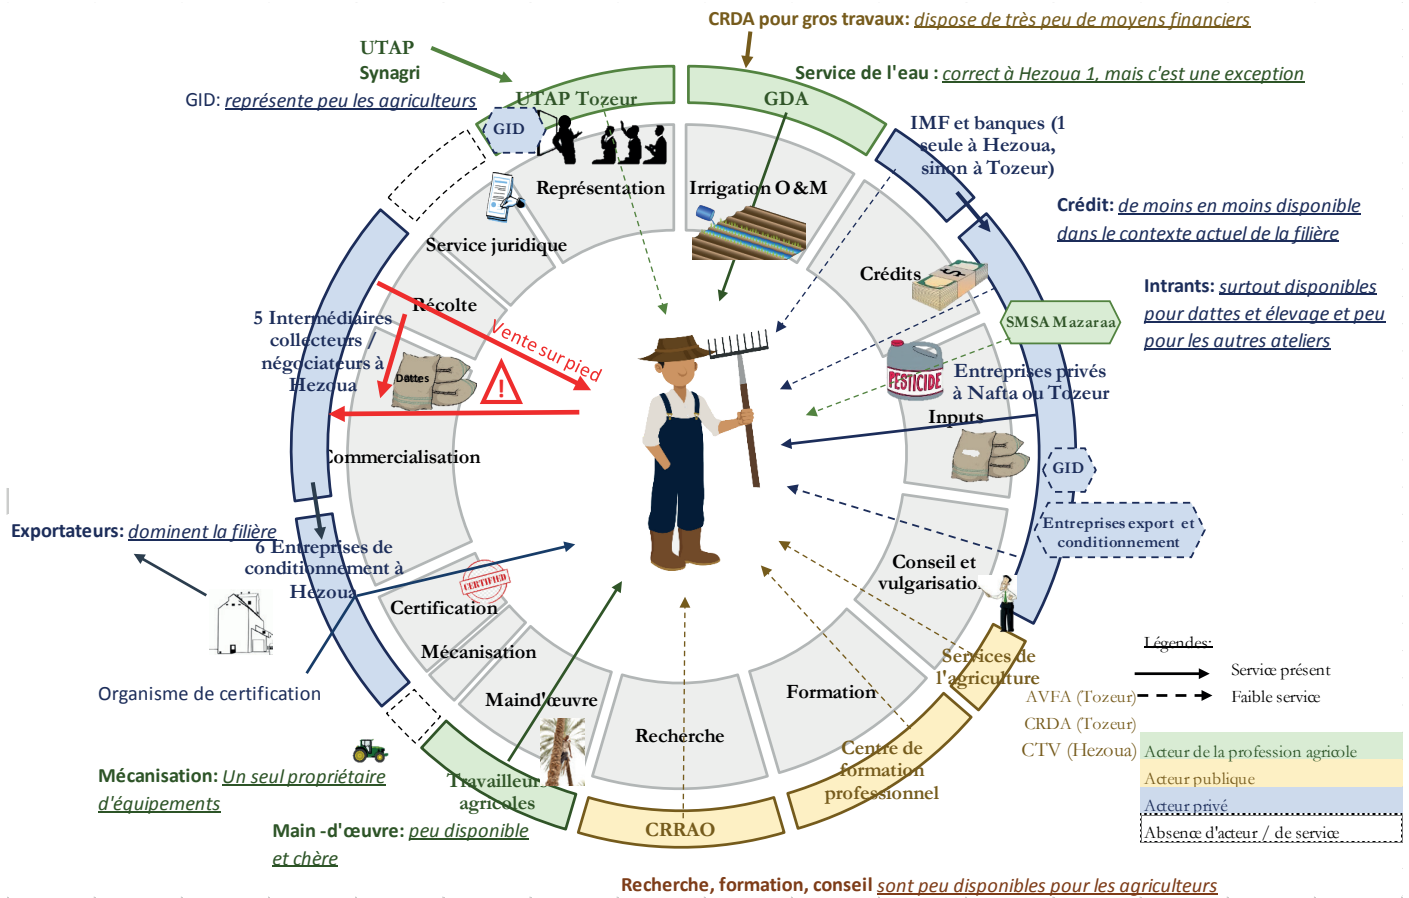 CRDA pour gros travaux: dispose de très peu de moyens financiers
UTAP
Synagri
Service de l'eau : correct à Hezoua 1, mais c'est une exception
GID: représente peu les agriculteurs
UTAP Tozeur
GDA
GID
IMF et banques (1
seule à Hezoua,
sinon à Tozeur)
Représentation
Irrigation O &M
Crédit: de moins en moins disponible
dans le contexte actuel de la filière
Service juridique
Crédits
Récolte
Intrants: surtout disponibles
pour dattes et élevage et peu
pour les autres ateliers
5 Intermédiaires
collecteurs /
négociateurs à
Hezoua
Vente sur pied
SMSA Mazaraa
Dattes
!
PESTICIDE
Entreprises privés
à Nafta ou Tozeur
Inputs
Commercialisation
GID
Exportateurs: dominent la filière
6 Entreprises de
conditionnement à
Hezoua
Entreprises export et
conditionnement
Conseil et
vulgarisatio
CERTIFIED
Certification
Mécanisation
Organisme de certification
Main d'œuvre
Formation
Services de
l'agriculture
AVFA (Tozeur)
CRDA (Tozeur)
CTV (Hezoua)
Légendes:
Service présent
Faible service
Acteur de la profession agricole
Acteur publique
Acteur privé
Absence d'acteur / de service
Recherche
Centre de
formation
professionnel
Mécanisation: Un seul propriétaire
d'équipements
Travailleurs
agricoles
Main -d'œuvre: peu disponible
et chère
CRRAO
Recherche, formation, conseil sont peu disponibles pour les agriculteurs